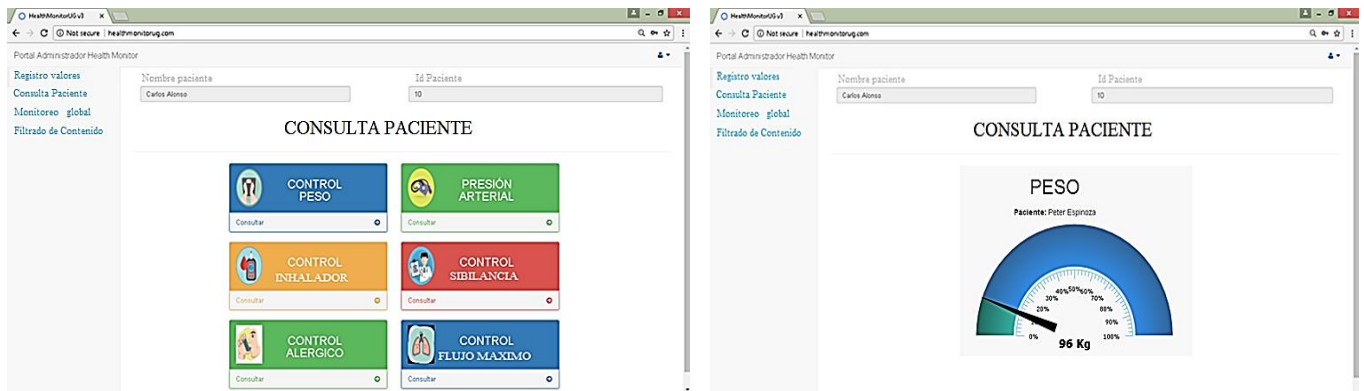 HealthMonitorUG v3
Not secure | healthmonitorug.com
Portal Administrador Health Monitor
Registro valores
Consulta Paciente
Monitoreo global
Filtrado de Contenido
Nombre paciente
Id Paciente
Carlos Alonso
10
CONSULTA PACIENTE
CONTROL
PESO
Consultar
PRESIÓN
ARTERIAL
Consultar
CONTROL
INHALADOR
Consultar
CONTROL
SIBILANCIA
Consultar
CONTROL
ALERGICO
Consultar
CONTROL
FLUJO MAXIMO
Consultar
HealthMonitorUG v3
Not secure | healthmonitorug.com
Portal Administrador Health Monitor
Registro valores
Consulta Paciente
Monitoreo global
Filtrado de Contenido
Nombre paciente
Id Paciente
Carlos Alonso
10
CONSULTA PACIENTE
PESO
Paciente: Peter Espinoza
0%
20%
30%
40%
50%
60%
70%
80%
90%
100%
96 Kg